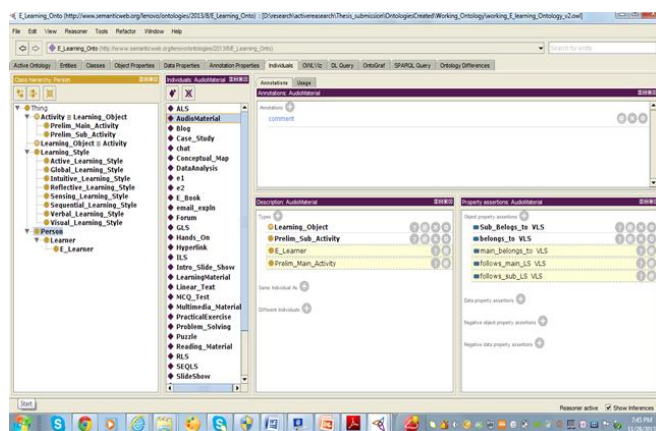 E_Learning_Onto (http://www.semanticweb.org/lenovo/ontologies/2013/8/E_Learning_Onto) : [D:\research\activeresearch\Thesis_submission\OntologiesCreated\Working_Ontology\working_E_learning_Ontology_v2.owl]
File Edit View Reasoner Tools Refactor Window Help
E_Learning_Onto (http://www.semanticweb.org/lenovo/ontologies/2013/8/E_Learning_Onto)
Search for entity
Active Ontology Entities Classes Object Properties Data Properties Annotation Properties Individuals OWLViz DL Query OntoGraf SPARQL Query Ontology Differences
Class hierarchy: Person
Thing
Activity ≡ Learning_Object
Prelim_Main_Activity
Prelim_Sub_Activity
Learning_Object ≡ Activity
Learning_Style
Active_Learning_Style
Global_Learning_Style
Intuitive_Learning_Style
Reflective_Learning_Style
Sensing_Learning_Style
Sequential_Learning_Style
Verbal_Learning_Style
Visual_Learning_Style
Person
Learner
E_Learner
Individuals: AudioMaterial
ALS
AudioMaterial
Blog
Case_Study
chat
Conceptual_Map
DataAnalysis
e1
e2
E_Book
email_expln
Forum
GLS
Hands_On
Hyperlink
ILS
Intro_Slide_Show
LearningMaterial
Linear_Text
MCQ_Test
Multimedia_Material
PracticalExercise
Problem_Solving
Puzzle
Reading_Material
RLS
SEQLS
SlideShow
Annotations Usage
Annotations: AudioMaterial
Annotations
comment
Description: AudioMaterial
Types
Learning_Object
Prelim_Sub_Activity
E_Learner
Prelim_Main_Activity
Same Individual As
Different Individuals
Property assertions: AudioMaterial
Object property assertions
Sub_Belogs_to VLS
belongs_to VLS
main_belongs_to VLS
follows_main_LS VLS
follows_sub_LS VLS
Data property assertions
Negative object property assertions
Negative data property assertions
Start
Reasoner active Show Inferences
7:45 PM